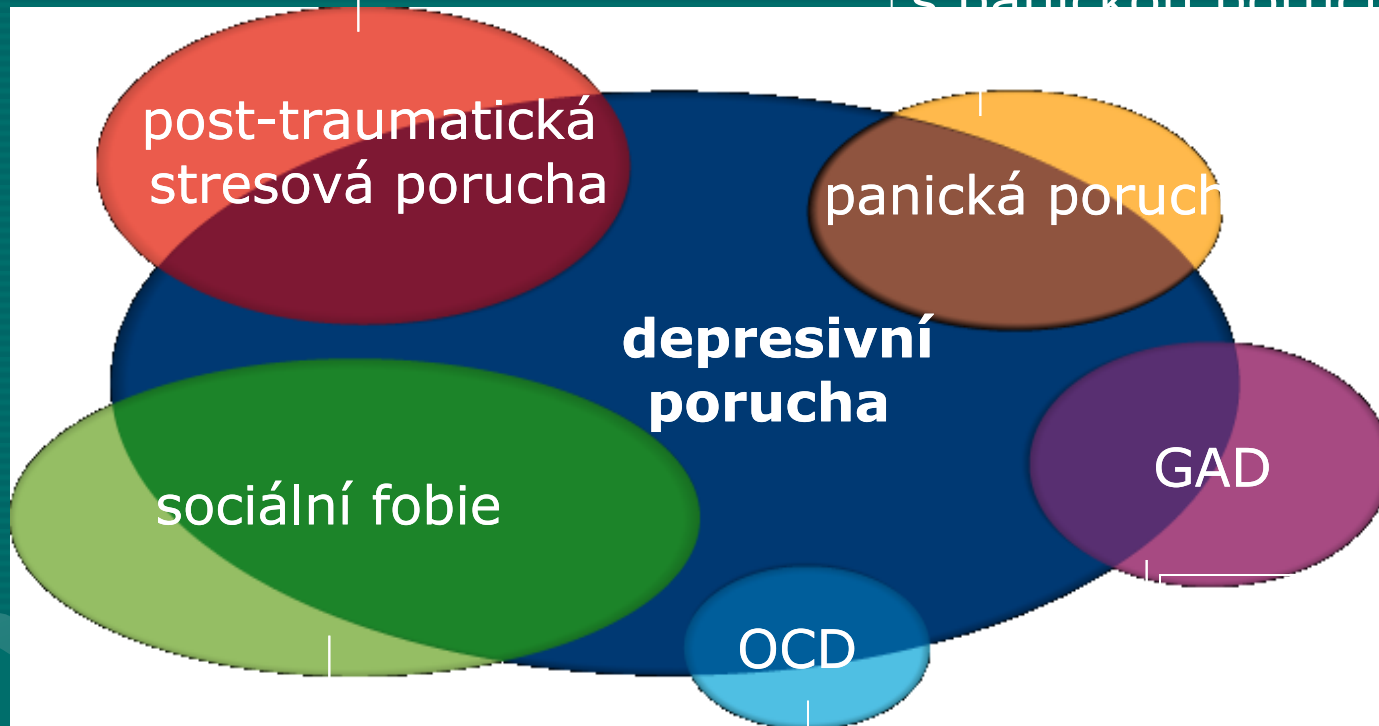 post-traumatická
stresová porucha
panická poruch
depresivní
porucha
GAD
sociální fobie
OCD